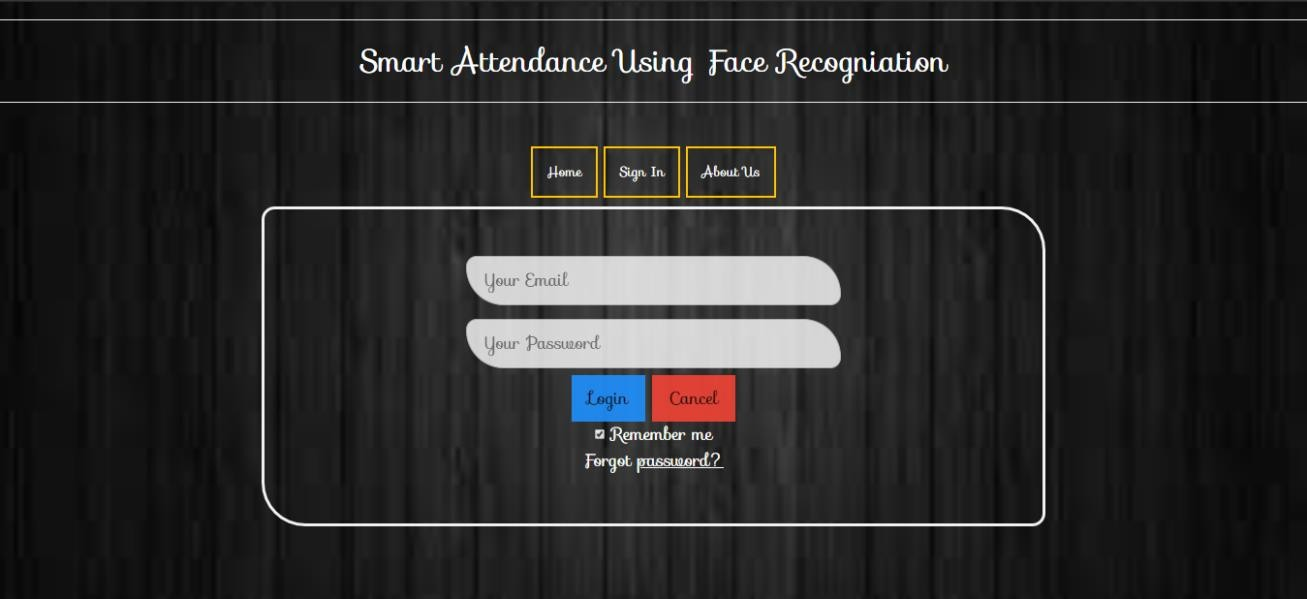 Smart Attendance Using Face Recogniation
Home Sign In About Us
Your Email
Your Password
Login Cancel
Remember me
Forgot password?